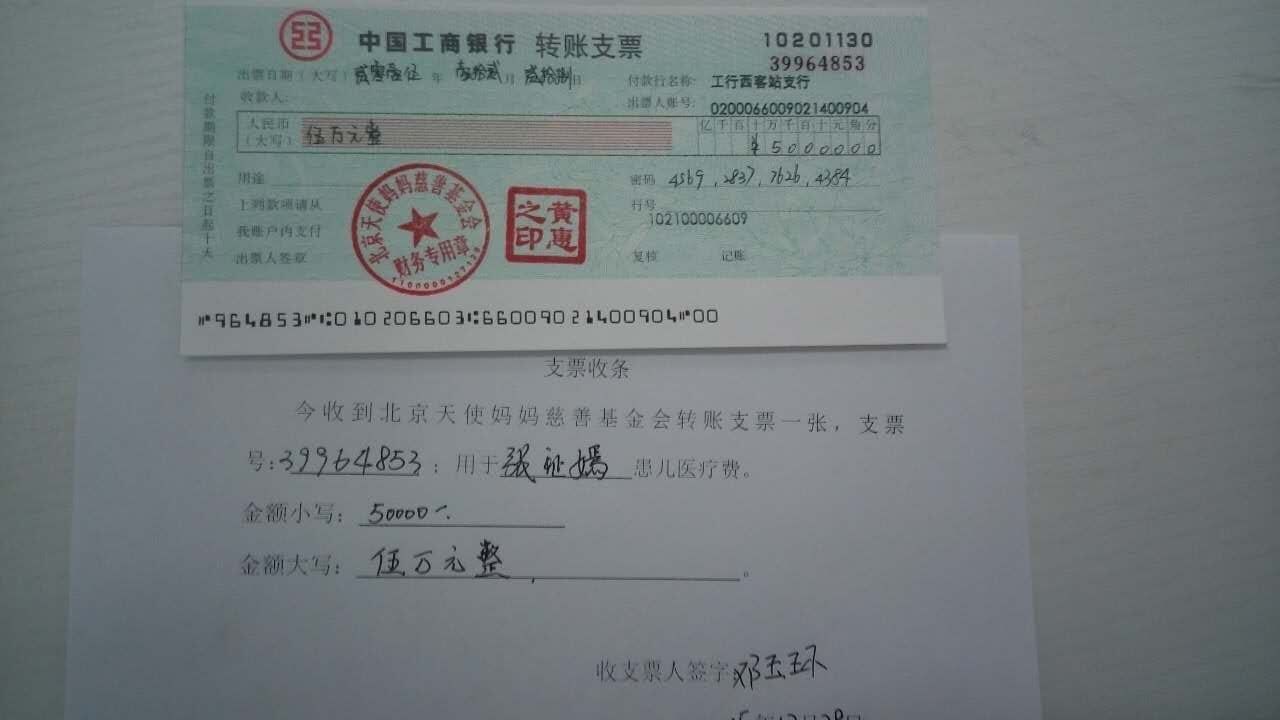 中国工商银行 转账支票
10201130
39964853
出票日期(大写) 贰零壹伍 年 壹拾贰月 贰拾捌日
付款行名称: 工行西客站支行
收款人:
出票人账号: 0200066009021400904
人民币
(大写)
伍万元整
亿千百十万千百十元角分
¥5000000
用途
密码 4569, 2837, 7626, 4384
上列款项请从
行号
102100006609
我账户内支付
出票人签章
复核 记账
付款期限自出票之日起十天
北京天使妈妈慈善基金会
财务专用章
黄惠之印
⑈964853⑈⑆010206603⑆66009021400904⑈00
支票收条
今收到北京天使妈妈慈善基金会转账支票一张，支票
号:39964853；用于张 嫣患儿医疗费。
金额小写：50000
金额大写：伍万元整。
收支票人签字邓玉环
15年12月28日